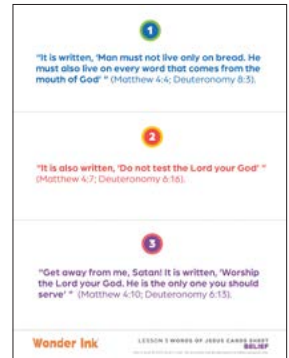 1
"It is written, 'Man must not live only on bread. He
must also live on every word that comes from the
mouth of God' " (Matthew 4:4; Deuteronomy 8:3).
2
"It is also written, 'Do not test the Lord your God' "
(Matthew 4:7; Deuteronomy 6:16).
3
"Get away from me, Satan! It is written, 'Worship
the Lord your God. He is the only one you should
serve' " (Matthew 4:10; Deuteronomy 6:13).
Wonder Ink
LESSON 3 WORDS OF JESUS CARDS SHEET
BELIEF